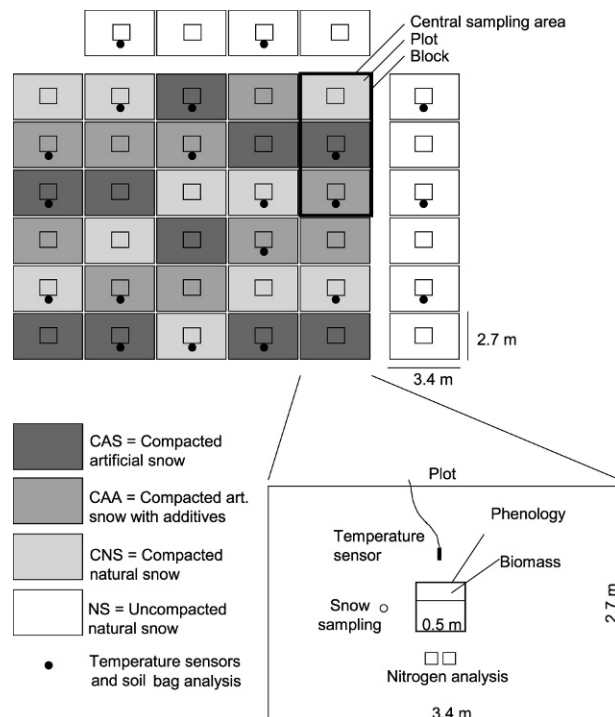 Central sampling area
Plot
Block
2.7 m
3.4 m
CAS = Compacted
artificial snow
CAA = Compacted art.
snow with additives
CNS = Compacted
natural snow
NS = Uncompacted
natural snow
Temperature sensors
and soil bag analysis
Plot
Phenology
Temperature
sensor
Biomass
Snow
sampling
0.5 m
2.7 m
Nitrogen analysis
3.4 m